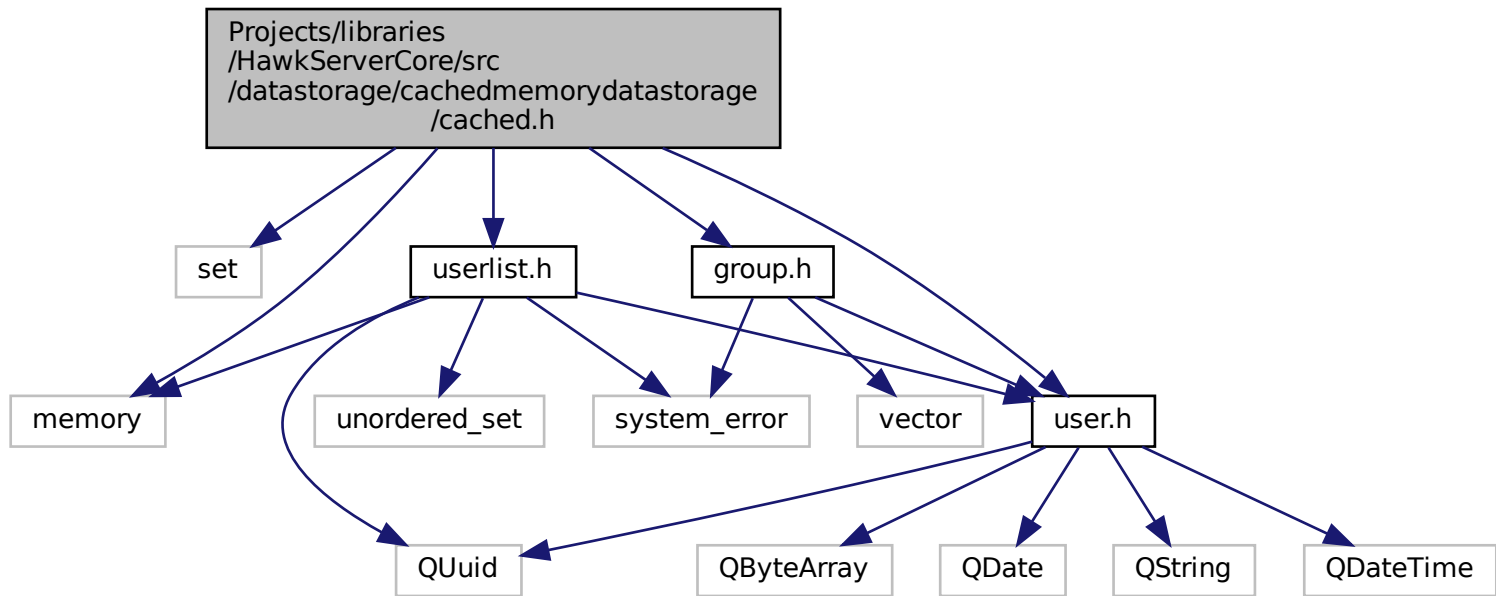 Projects/libraries
/HawkServerCore/src
/datastorage/cachedmemorydatastorage
/cached.h
set
userlist.h
group.h
memory
unordered_set
system_error
vector
user.h
QUuid
QByteArray
QDate
QString
QDateTime